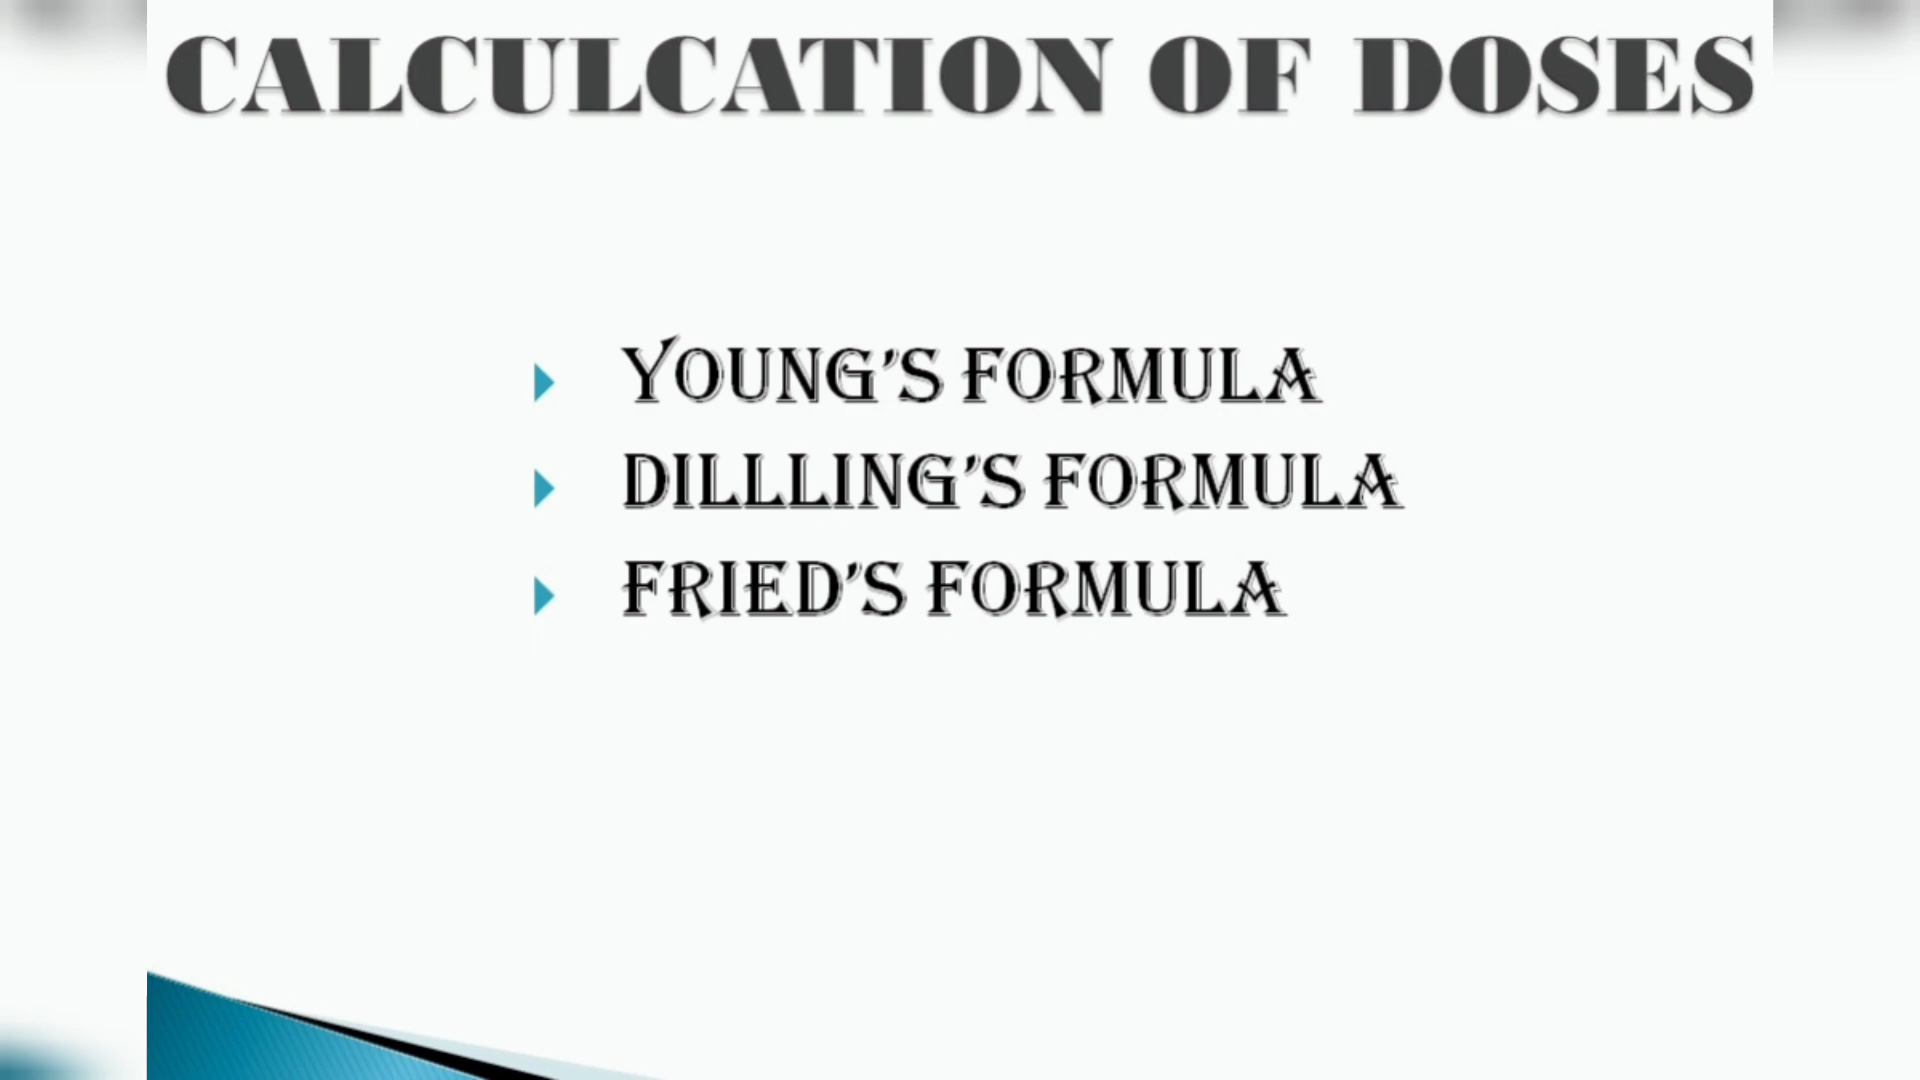 CALCULCATION OF DOSES
YOUNG'S FORMULA
DILLLING'S FORMULA
FRIED'S FORMULA